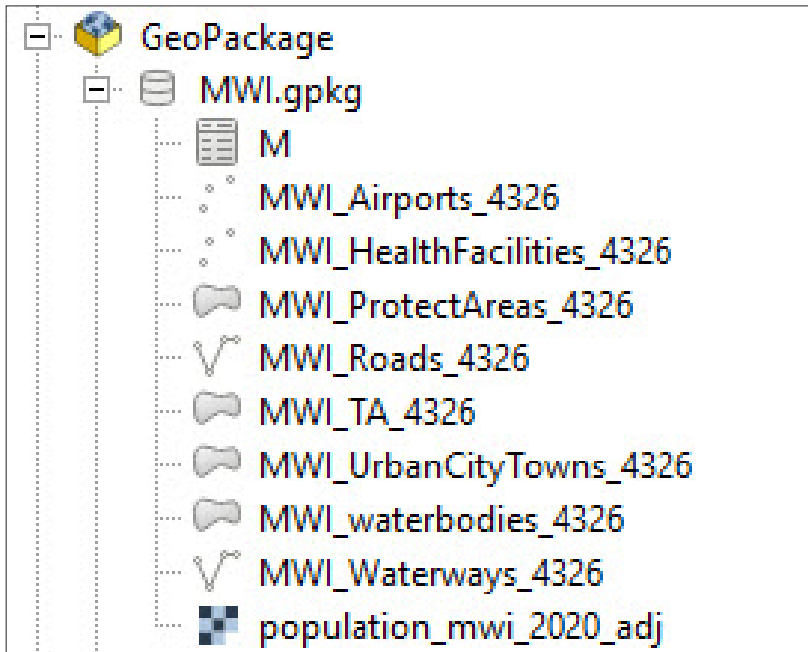 GeoPackage
MWI.gpkg
M
MWI_Airports_4326
MWI_HealthFacilities_4326
MWI_ProtectAreas_4326
MWI_Roads_4326
MWI_TA_4326
MWI_UrbanCityTowns_4326
MWI_waterbodies_4326
MWI_Waterways_4326
population_mwi_2020_adj